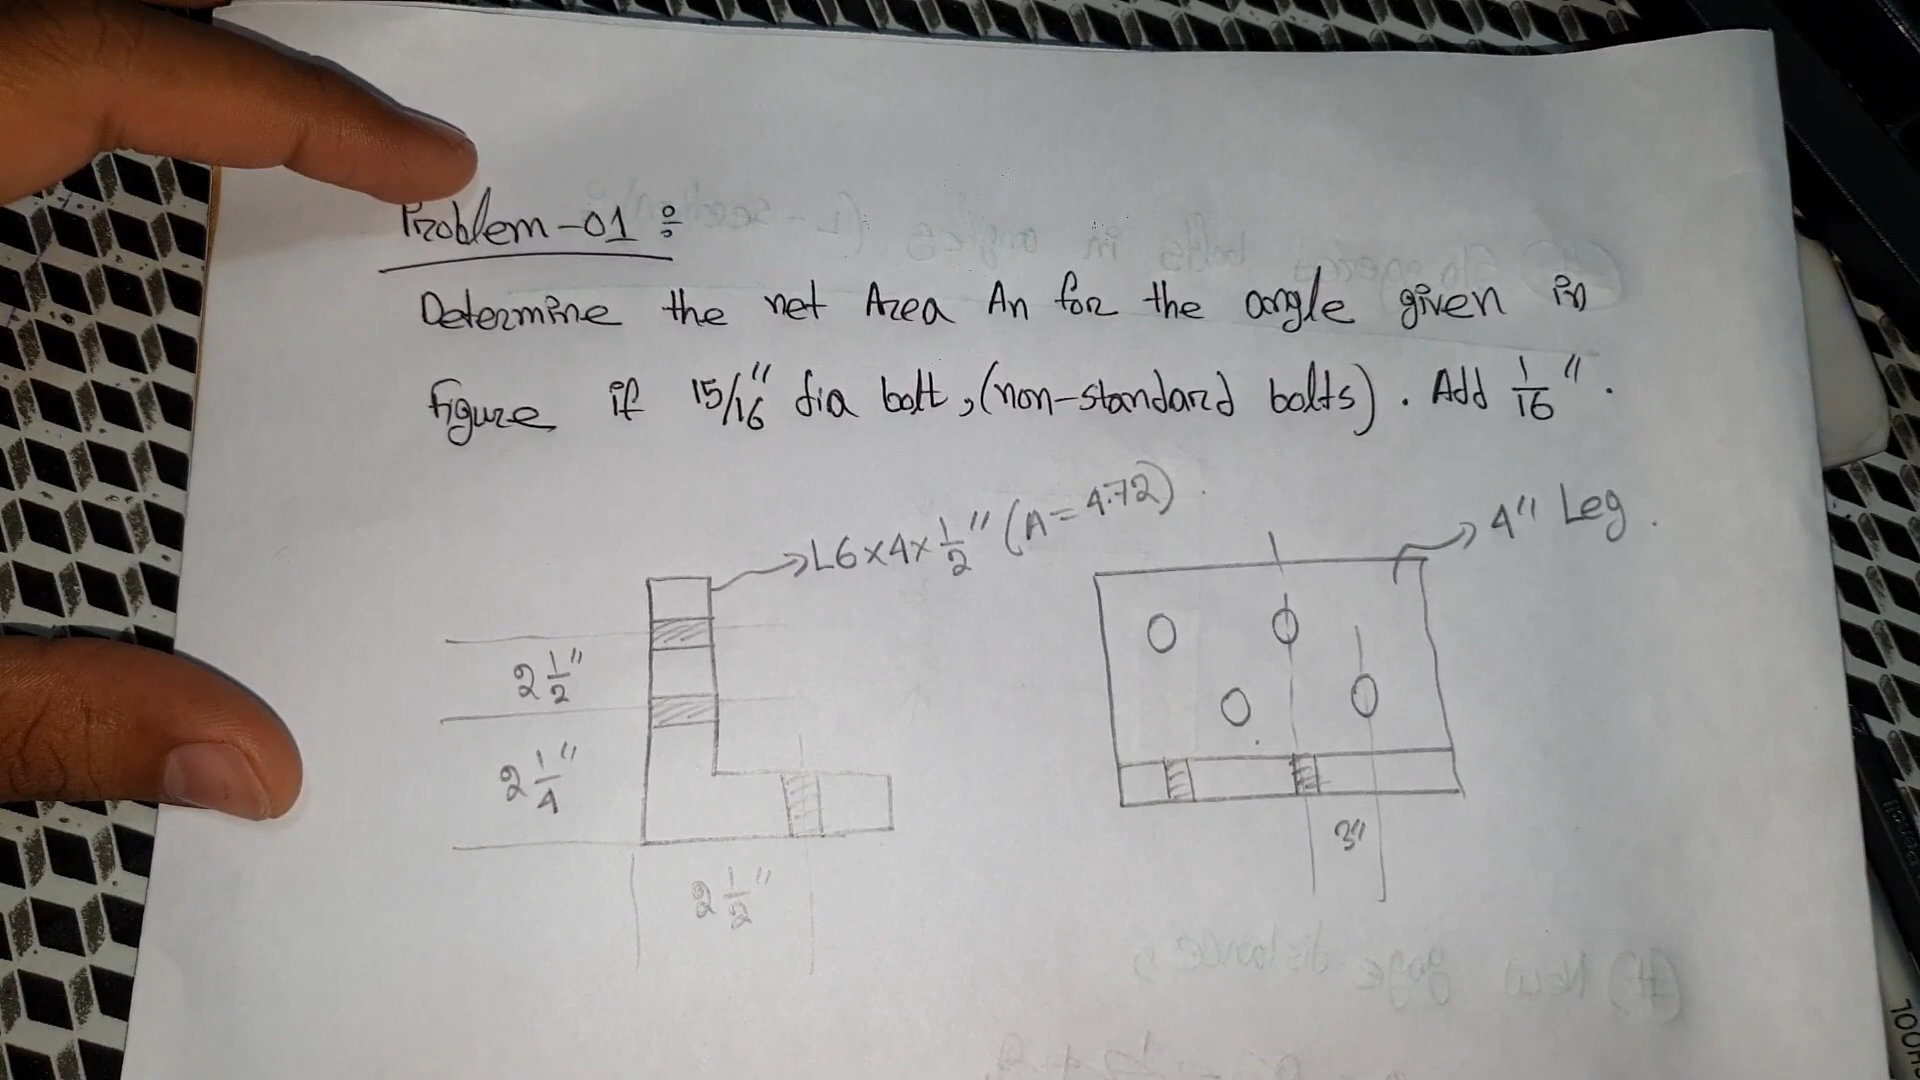 Problem-01 :
Determine the net Area An for the angle given in
figure if 15/16" dia bolt, (non-standard bolts). Add 1/16".
L6×4×1/2" (A=4.72)
4" Leg.
2 1/2"
2 1/4"
2 1/2"
3"